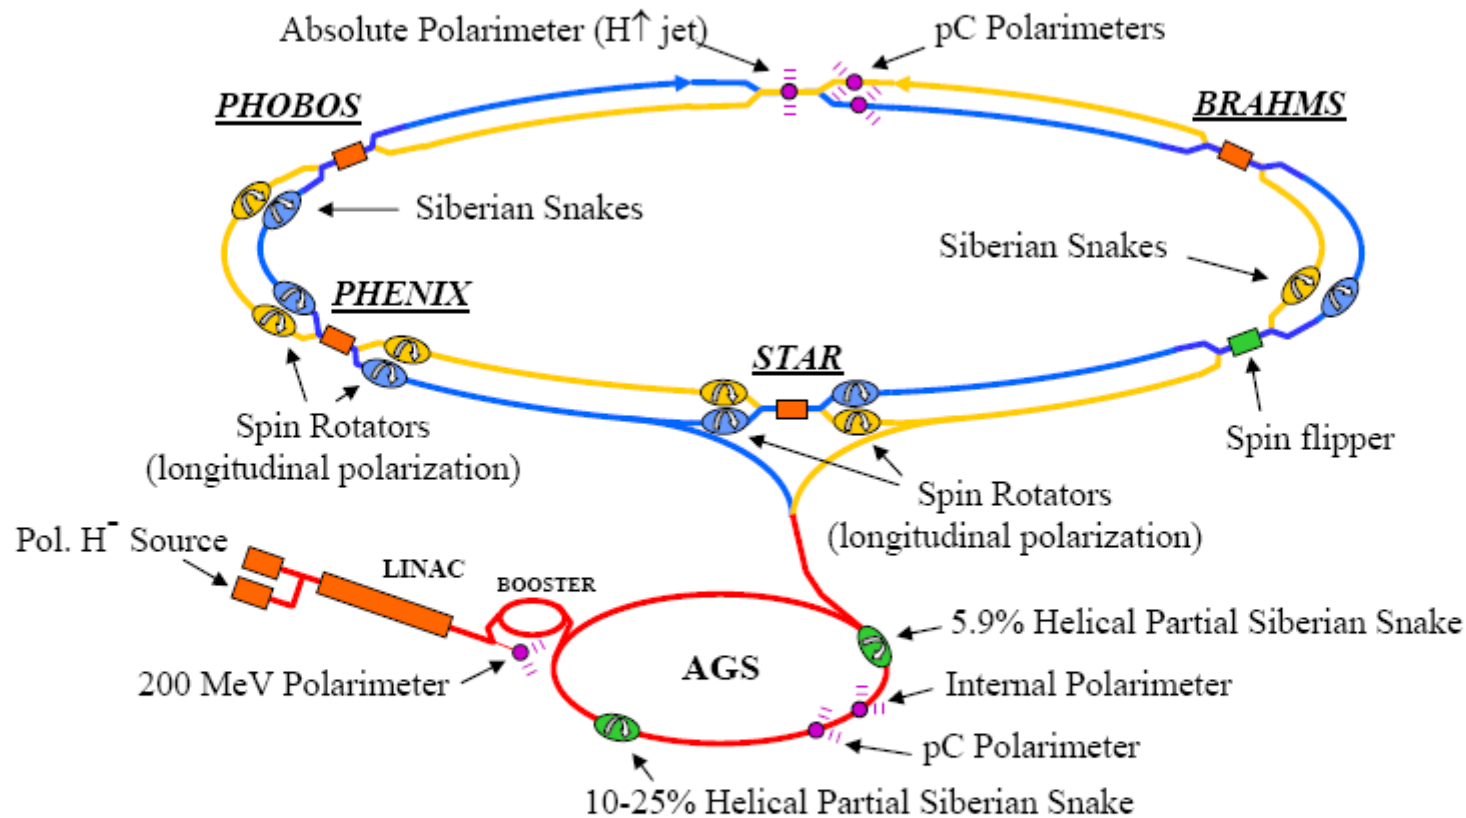 Absolute Polarimeter (H↑ jet)
pC Polarimeters
PHOBOS
BRAHMS
Siberian Snakes
Siberian Snakes
PHENIX
STAR
Spin Rotators
(longitudinal polarization)
Spin flipper
Spin Rotators
(longitudinal polarization)
Pol. H⁻ Source
LINAC
BOOSTER
5.9% Helical Partial Siberian Snake
200 MeV Polarimeter
AGS
Internal Polarimeter
pC Polarimeter
10-25% Helical Partial Siberian Snake